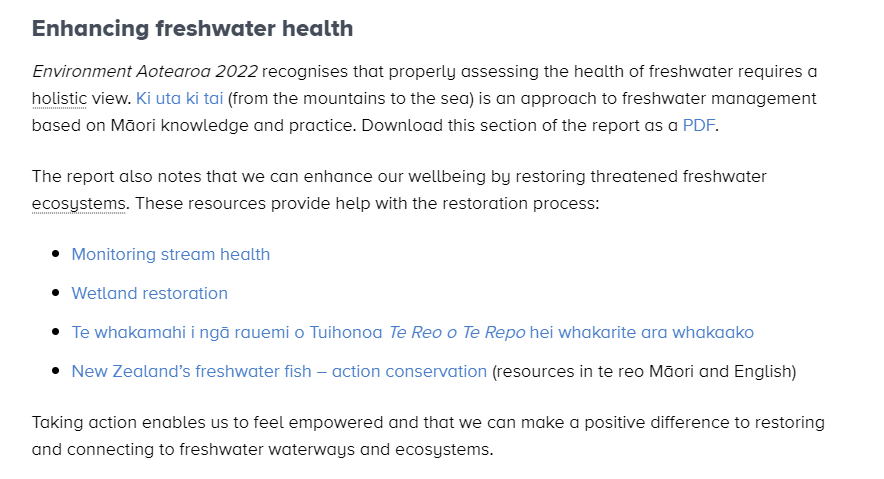 Enhancing freshwater health
Environment Aotearoa 2022 recognises that properly assessing the health of freshwater requires a
holistic view. Ki uta ki tai (from the mountains to the sea) is an approach to freshwater management
based on Māori knowledge and practice. Download this section of the report as a PDF.
The report also notes that we can enhance our wellbeing by restoring threatened freshwater
ecosystems. These resources provide help with the restoration process:
• Monitoring stream health
• Wetland restoration
• Te whakamahi i ngā rauemi o Tuihonoa Te Reo o Te Repo hei whakarite ara whakaako
• New Zealand’s freshwater fish – action conservation (resources in te reo Māori and English)
Taking action enables us to feel empowered and that we can make a positive difference to restoring
and connecting to freshwater waterways and ecosystems.